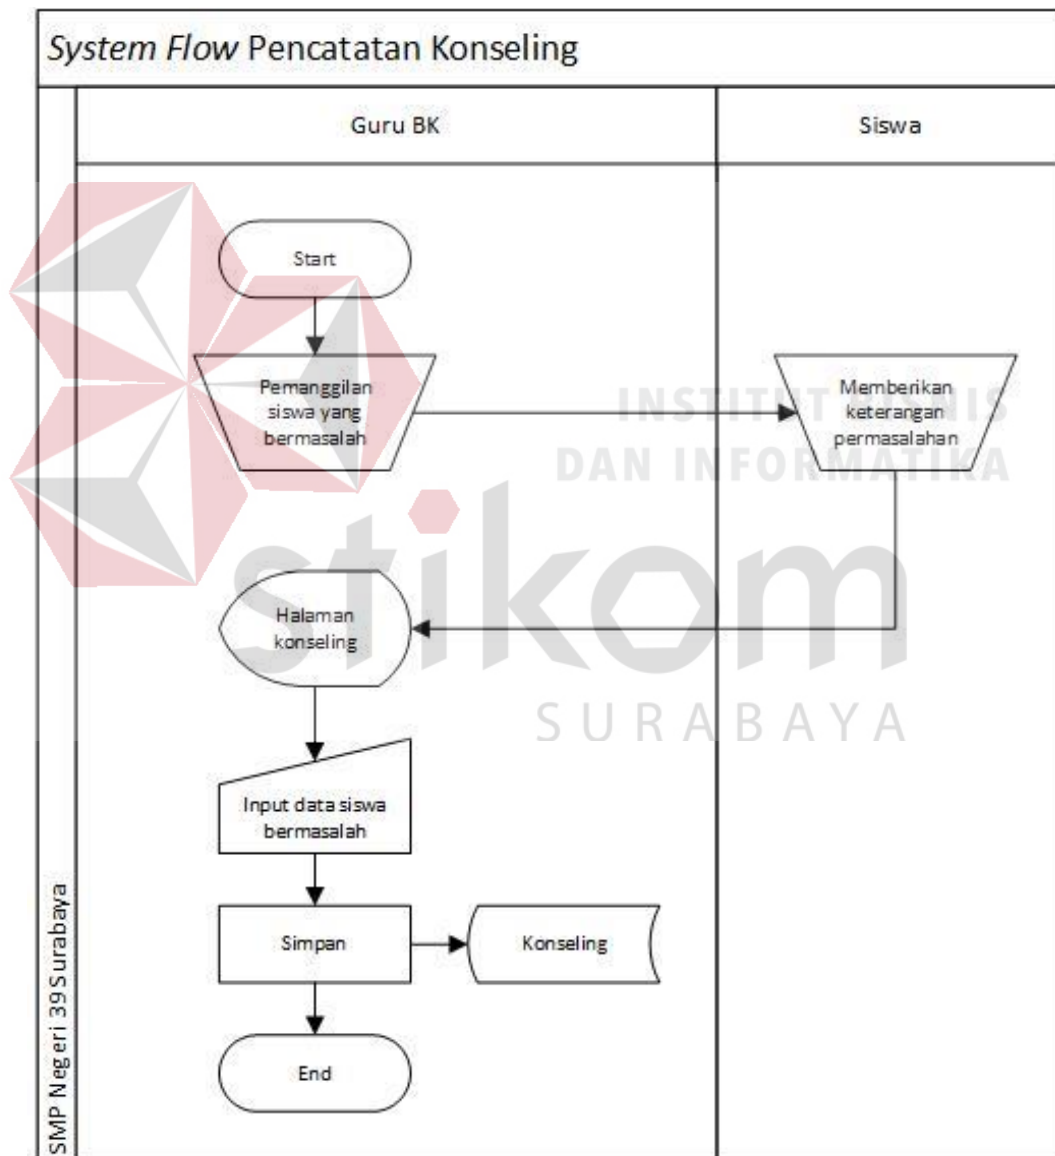 System Flow Pencatatan Konseling
Guru BK
Siswa
Start
Pemanggilan
siswa yang
bermasalah
Memberikan
keterangan
permasalahan
INSTITUT BISNIS
DAN INFORMATIKA
stikom
SURABAYA
Halaman
konseling
Input data siswa
bermasalah
Simpan
Konseling
End
SMP Negeri 39 Surabaya